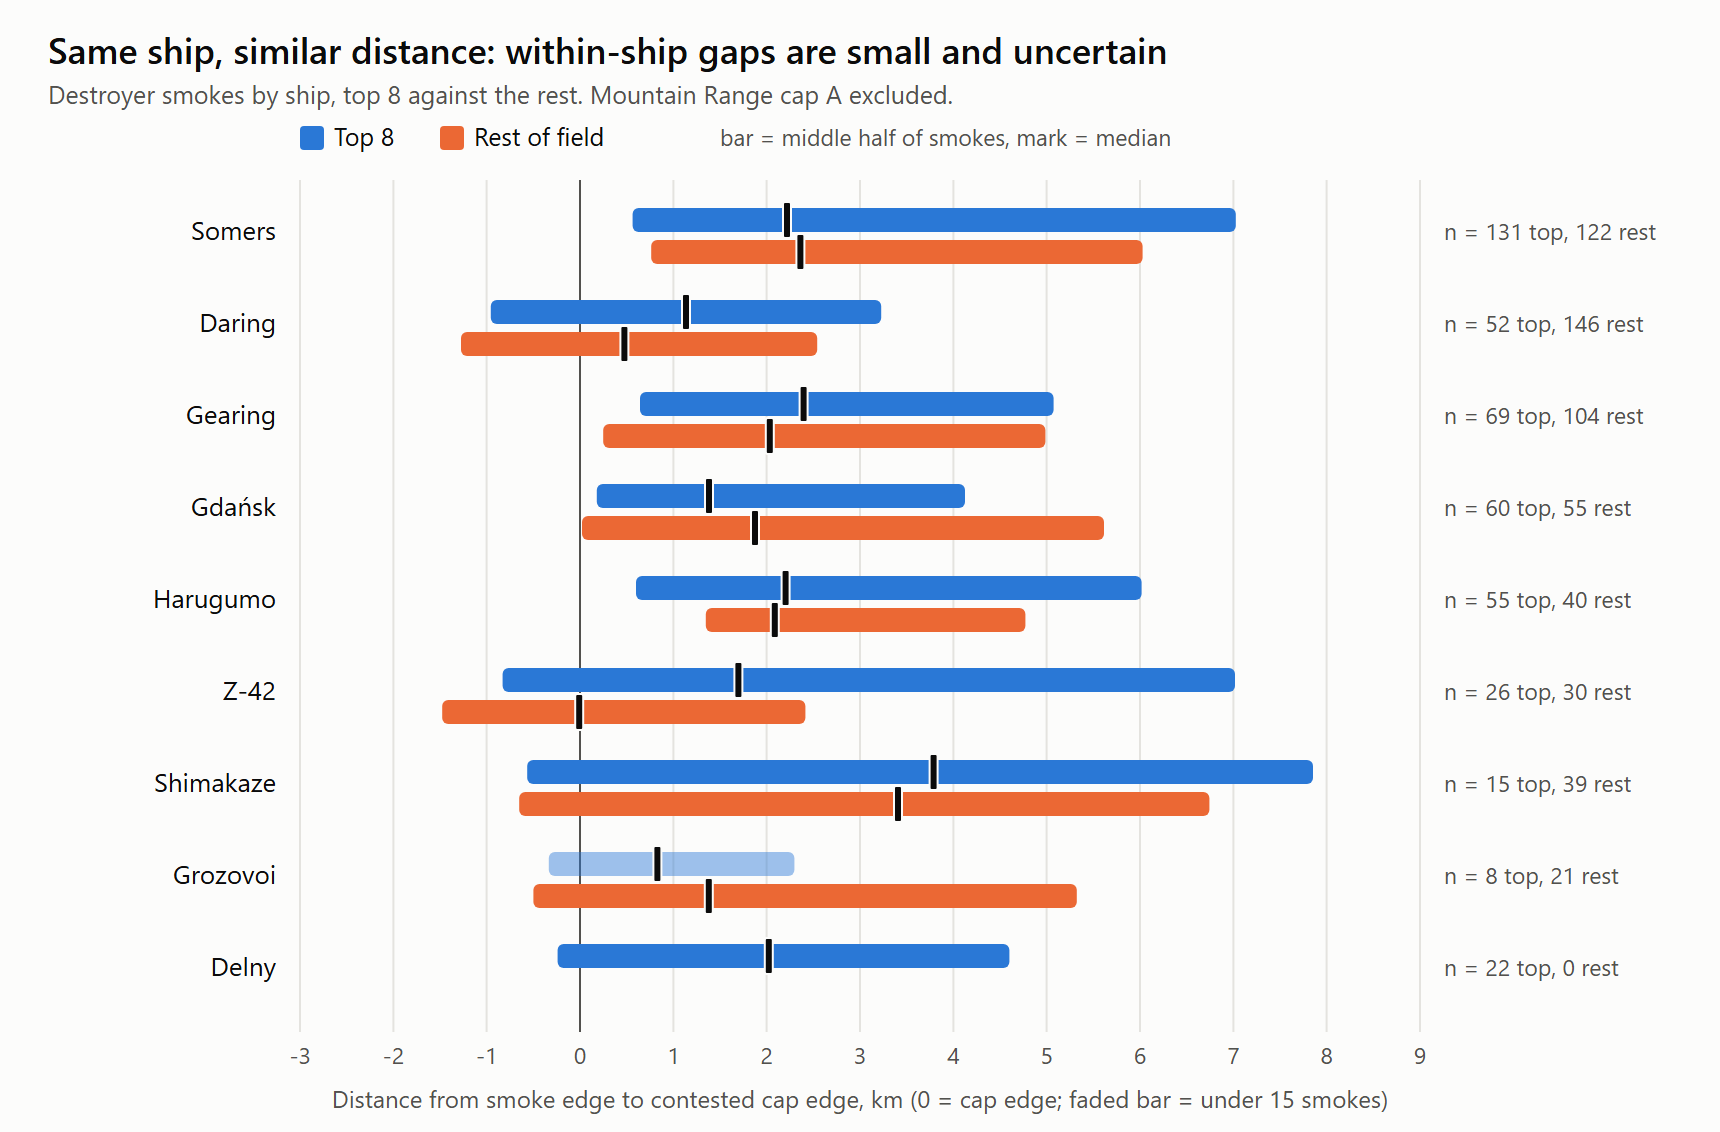 Same ship, similar distance: within-ship gaps are small and uncertain
Destroyer smokes by ship, top 8 against the rest. Mountain Range cap A excluded.
Top 8
Rest of field
bar = middle half of smokes, mark = median
Somers
n = 131 top, 122 rest
Daring
n = 52 top, 146 rest
Gearing
n = 69 top, 104 rest
Gdańsk
n = 60 top, 55 rest
Harugumo
n = 55 top, 40 rest
Z-42
n = 26 top, 30 rest
Shimakaze
n = 15 top, 39 rest
Grozovoi
n = 8 top, 21 rest
Delny
n = 22 top, 0 rest
-3 -2 -1 0 1 2 3 4 5 6 7 8 9
Distance from smoke edge to contested cap edge, km (0 = cap edge; faded bar = under 15 smokes)